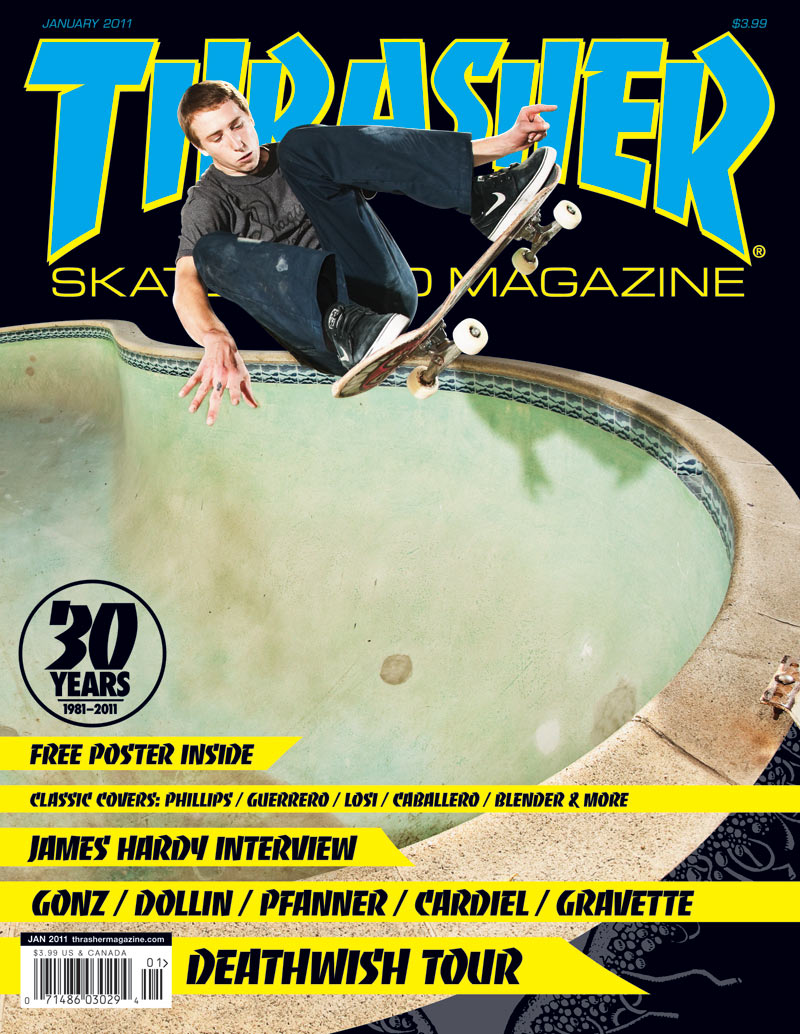 JANUARY 2011
$3.99
THRASHER
®
SKAT D MAGAZINE
30
YEARS
1981–2011
FREE POSTER INSIDE
CLASSIC COVERS: PHILLIPS / GUERRERO / LOSI / CABALLERO / BLENDER & MORE
JAMES HARDY INTERVIEW
GONZ / DOLLIN / PFANNER / CARDIEL / GRAVETTE
DEATHWISH TOUR
JAN 2011 thrashermagazine.com
$3.99 US & CANADA
01>
0 71486 03029 4